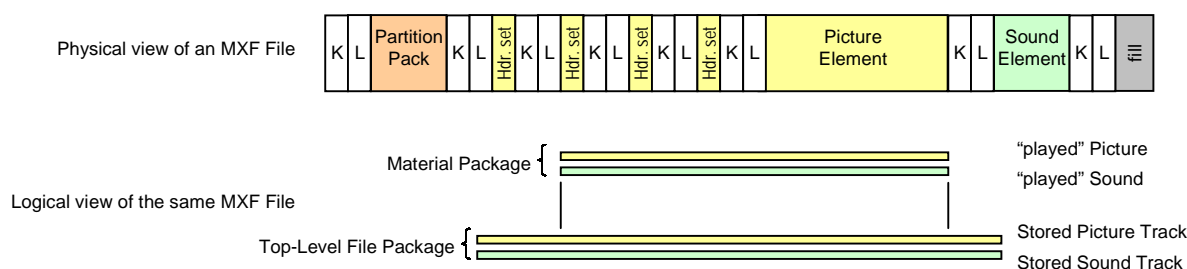 Physical view of an MXF File
K L Partition Pack K L Hdr. set K L Hdr. set K L Hdr. set K L Hdr. set K L Picture Element K L Sound Element K L fill
Material Package
“played” Picture
“played” Sound
Logical view of the same MXF File
Top-Level File Package
Stored Picture Track
Stored Sound Track